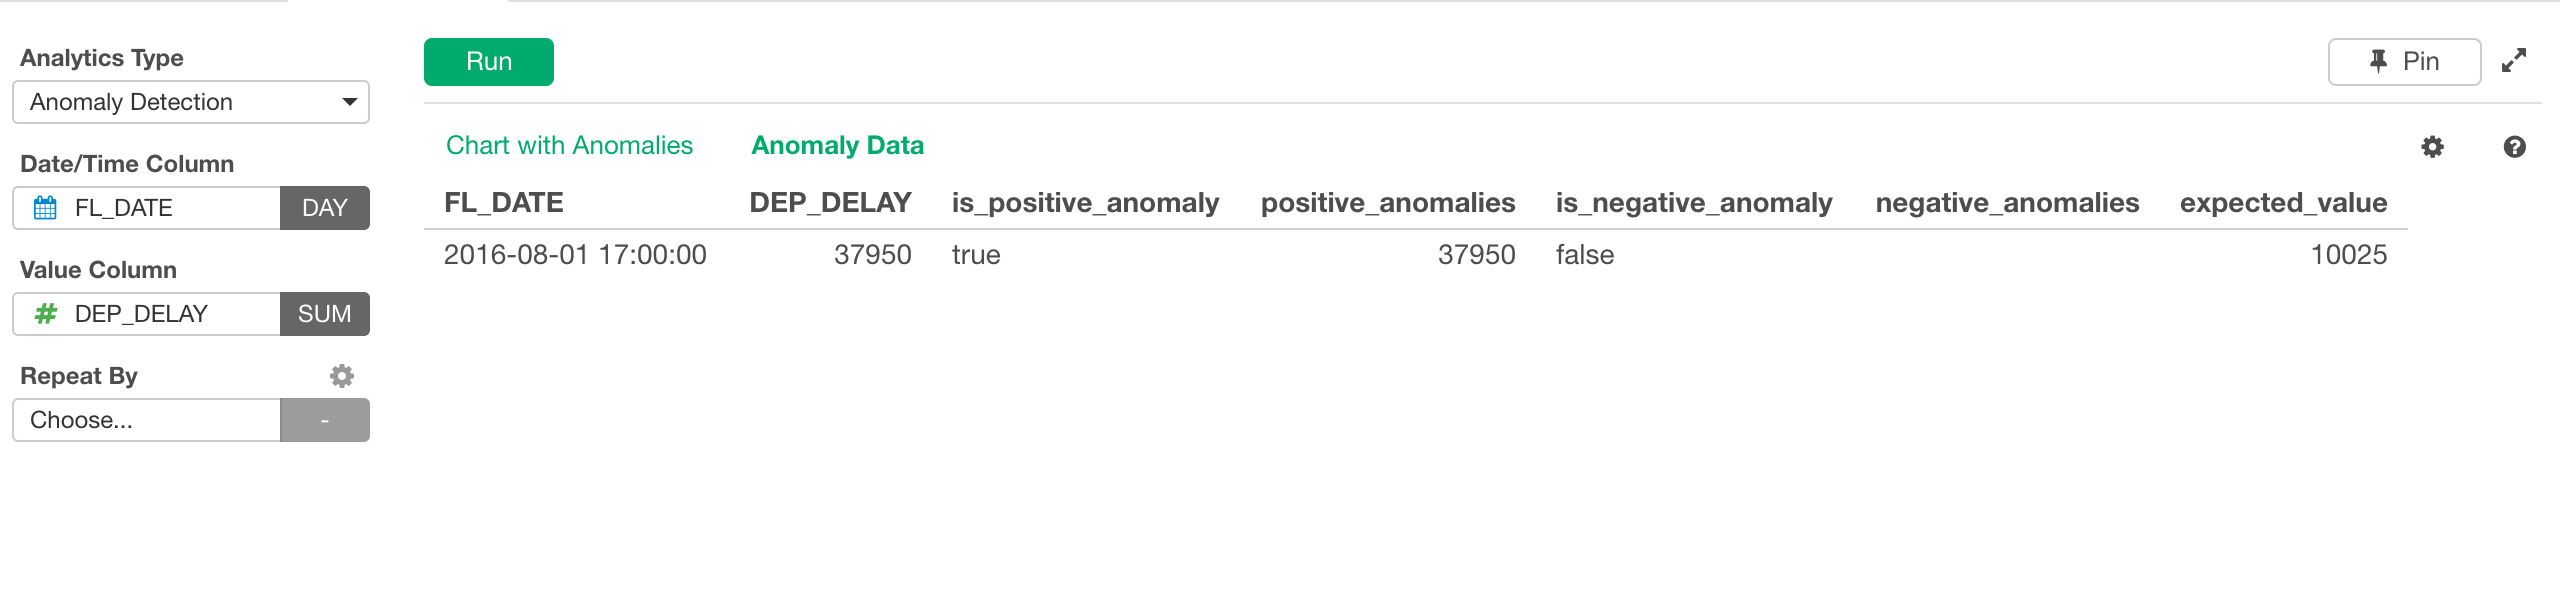 Analytics Type
Anomaly Detection
Date/Time Column
FL_DATE DAY
Value Column
# DEP_DELAY SUM
Repeat By
Choose... -
Run
Pin
Chart with Anomalies Anomaly Data
FL_DATE DEP_DELAY is_positive_anomaly positive_anomalies is_negative_anomaly negative_anomalies expected_value
2016-08-01 17:00:00 37950 true 37950 false 10025